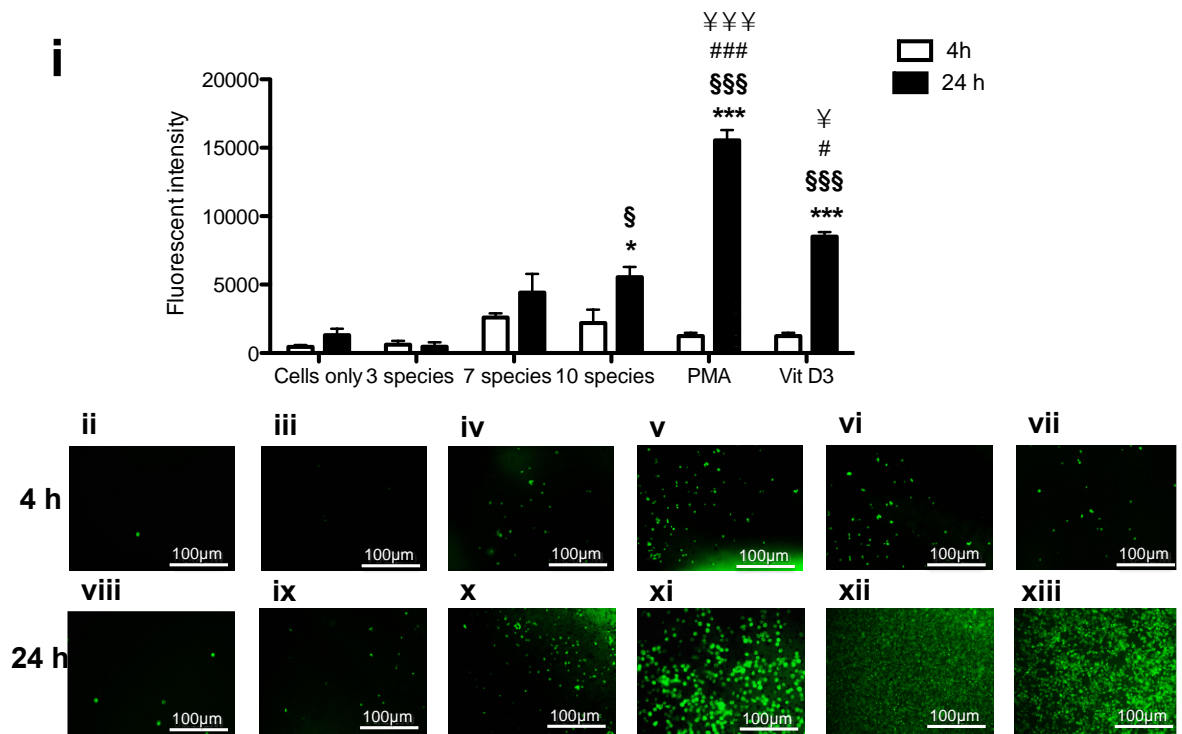 i
¥¥¥
###
§§§
***
¥
#
§§§
***
§
*
4h
24 h
Fluorescent intensity
20000
15000
10000
5000
0
Cells only 3 species 7 species 10 species PMA Vit D3
ii iii iv v vi vii
4 h
100µm 100µm 100µm 100µm 100µm 100µm
viii ix x xi xii xiii
24 h
100µm 100µm 100µm 100µm 100µm 100µm